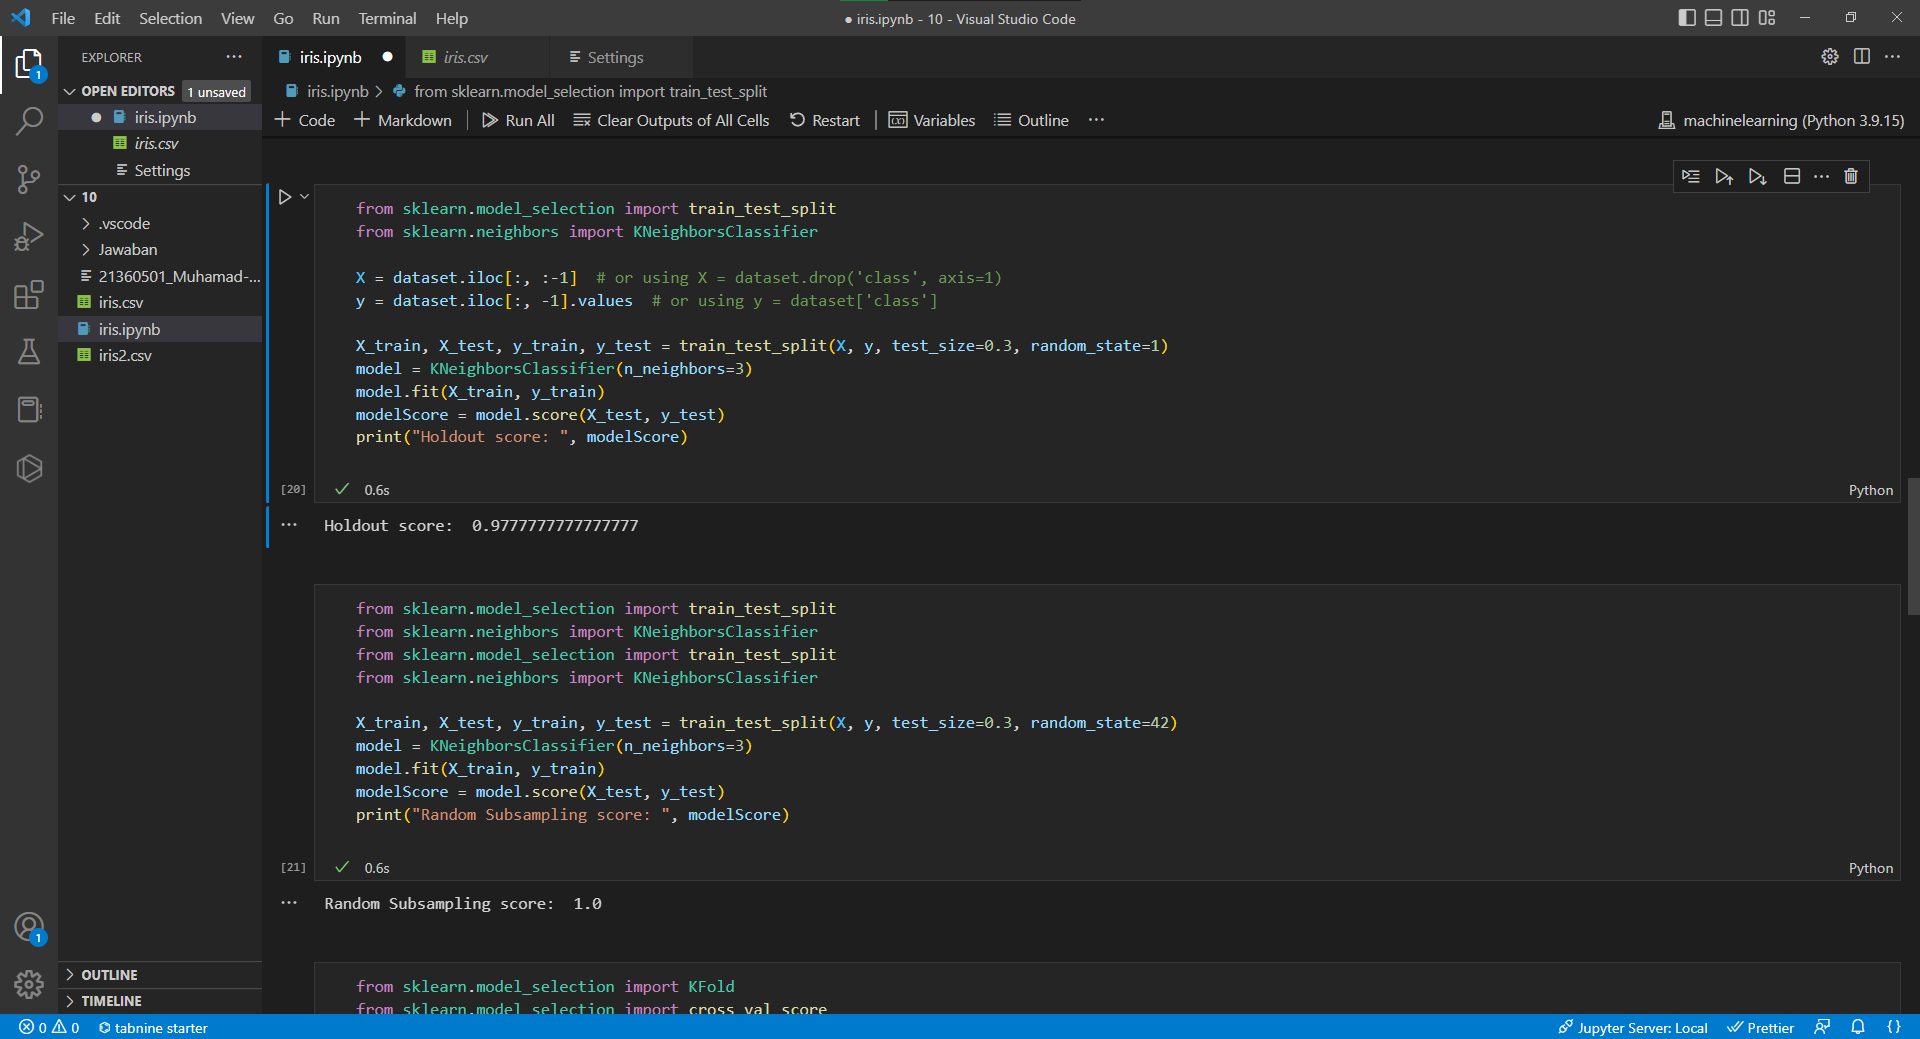 File Edit Selection View Go Run Terminal Help
● iris.ipynb - 10 - Visual Studio Code
EXPLORER
iris.ipynb
iris.csv
Settings
OPEN EDITORS 1 unsaved
iris.ipynb
iris.csv
Settings
10
.vscode
Jawaban
21360501_Muhamad-...
iris.csv
iris.ipynb
iris2.csv
OUTLINE
TIMELINE
1
1
iris.ipynb > from sklearn.model_selection import train_test_split
+ Code + Markdown | Run All Clear Outputs of All Cells Restart | Variables Outline ...
machinelearning (Python 3.9.15)
from sklearn.model_selection import train_test_split
from sklearn.neighbors import KNeighborsClassifier
X = dataset.iloc[:, :-1]  # or using X = dataset.drop('class', axis=1)
y = dataset.iloc[:, -1].values  # or using y = dataset['class']
X_train, X_test, y_train, y_test = train_test_split(X, y, test_size=0.3, random_state=1)
model = KNeighborsClassifier(n_neighbors=3)
model.fit(X_train, y_train)
modelScore = model.score(X_test, y_test)
print("Holdout score: ", modelScore)
[20] ✓ 0.6s Python
... Holdout score:  0.9777777777777777
from sklearn.model_selection import train_test_split
from sklearn.neighbors import KNeighborsClassifier
from sklearn.model_selection import train_test_split
from sklearn.neighbors import KNeighborsClassifier
X_train, X_test, y_train, y_test = train_test_split(X, y, test_size=0.3, random_state=42)
model = KNeighborsClassifier(n_neighbors=3)
model.fit(X_train, y_train)
modelScore = model.score(X_test, y_test)
print("Random Subsampling score: ", modelScore)
[21] ✓ 0.6s Python
... Random Subsampling score:  1.0
from sklearn.model_selection import KFold
from sklearn.model_selection import cross_val_score
0 0 tabnine starter
Jupyter Server: Local Prettier